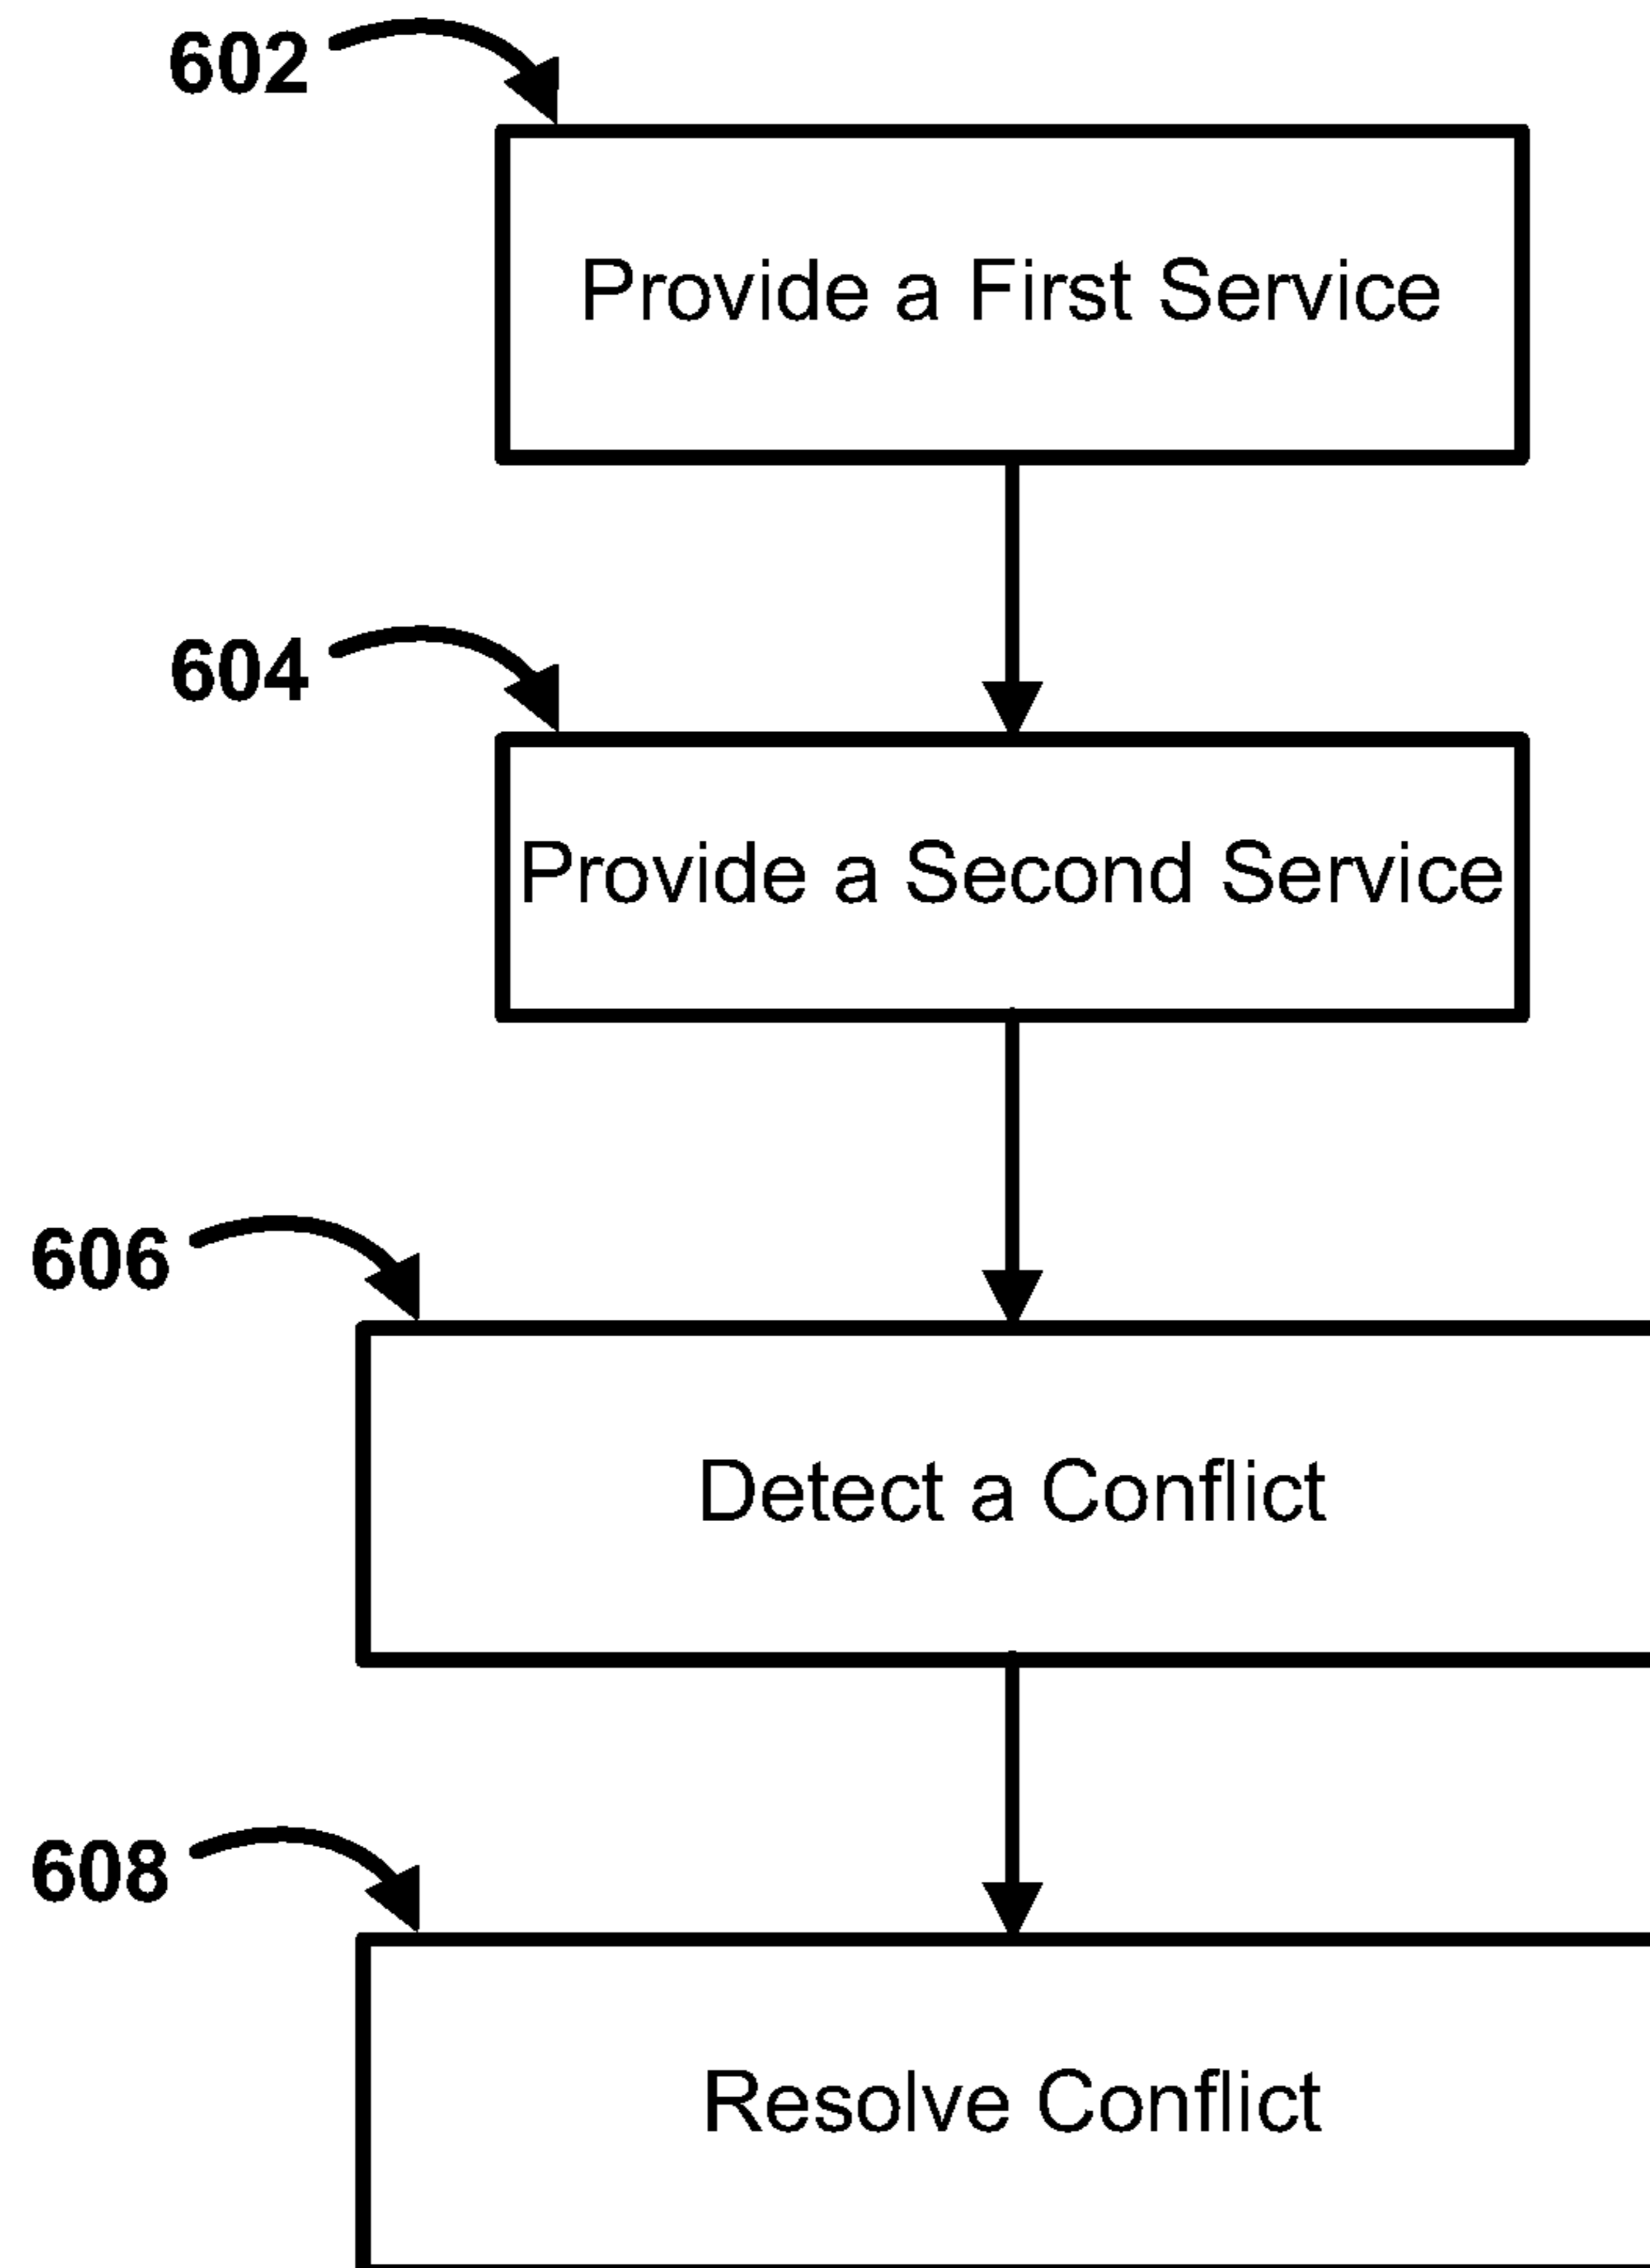 602
Provide a First Service
604
Provide a Second Service
606
Detect a Conflict
608
Resolve Conflict